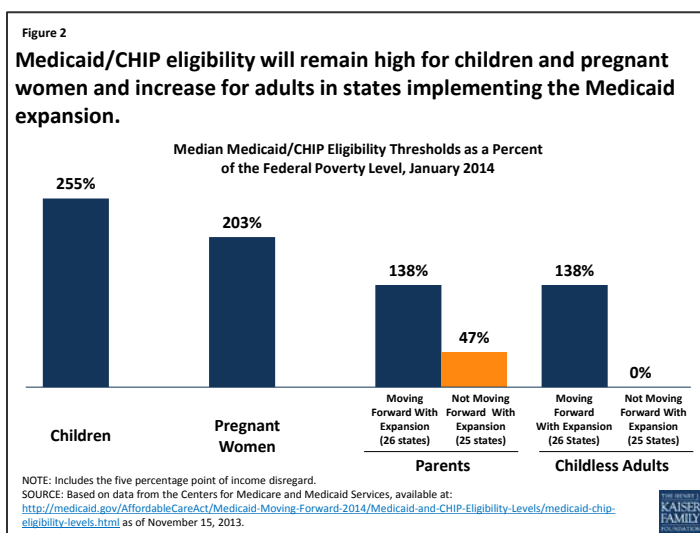 Figure 2
Medicaid/CHIP eligibility will remain high for children and pregnant
women and increase for adults in states implementing the Medicaid
expansion.
Median Medicaid/CHIP Eligibility Thresholds as a Percent
of the Federal Poverty Level, January 2014
255%
203%
138%
47%
138%
0%
Children
Pregnant
Women
Moving
Forward With
Expansion
(26 states)
Not Moving
Forward With
Expansion
(25 states)
Moving
Forward
With Expansion
(26 States)
Not Moving
Forward With
Expansion
(25 States)
Parents
Childless Adults
NOTE: Includes the five percentage point of income disregard.
SOURCE: Based on data from the Centers for Medicare and Medicaid Services, available at:
http://medicaid.gov/AffordableCareAct/Medicaid-Moving-Forward-2014/Medicaid-and-CHIP-Eligibility-Levels/medicaid-chip-
eligibility-levels.html as of November 15, 2013.
THE HENRY J.
KAISER
FAMILY
FOUNDATION